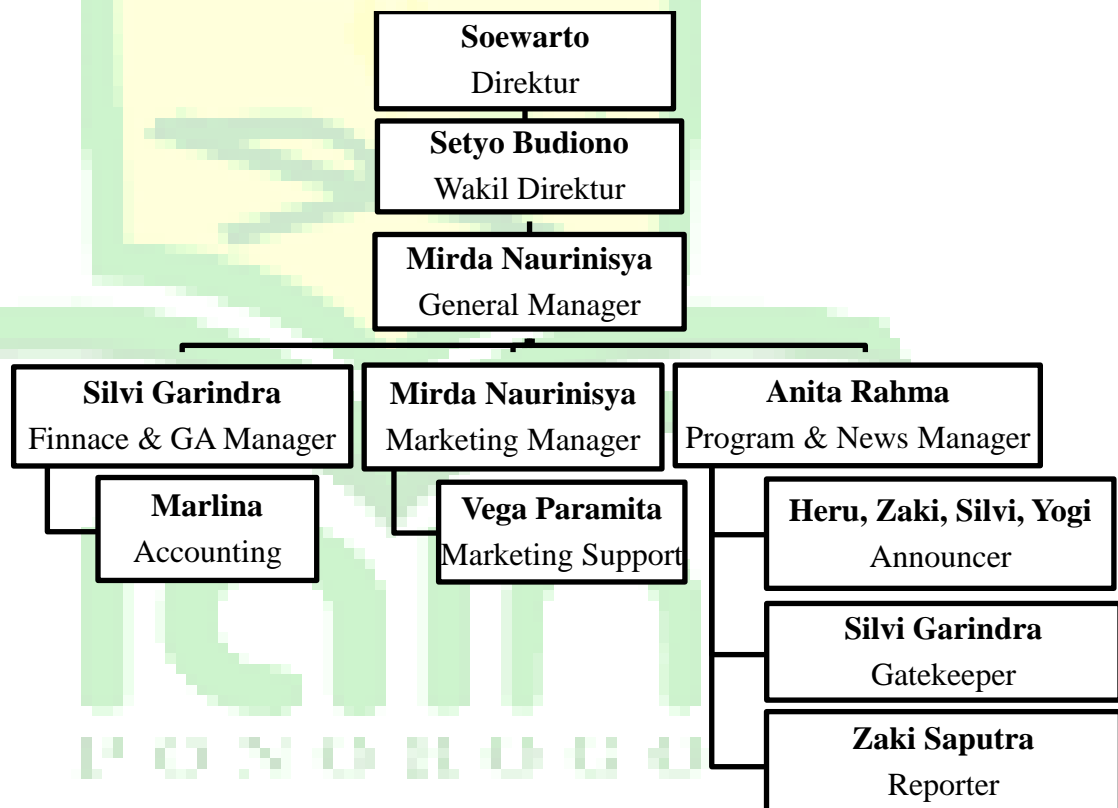 Soewarto
Direktur
Setyo Budiono
Wakil Direktur
Mirda Naurinisya
General Manager
Silvi Garindra
Finnace & GA Manager
Marlina
Accounting
Mirda Naurinisya
Marketing Manager
Vega Paramita
Marketing Support
Anita Rahma
Program & News Manager
Heru, Zaki, Silvi, Yogi
Announcer
Silvi Garindra
Gatekeeper
Zaki Saputra
Reporter
PONOROGO